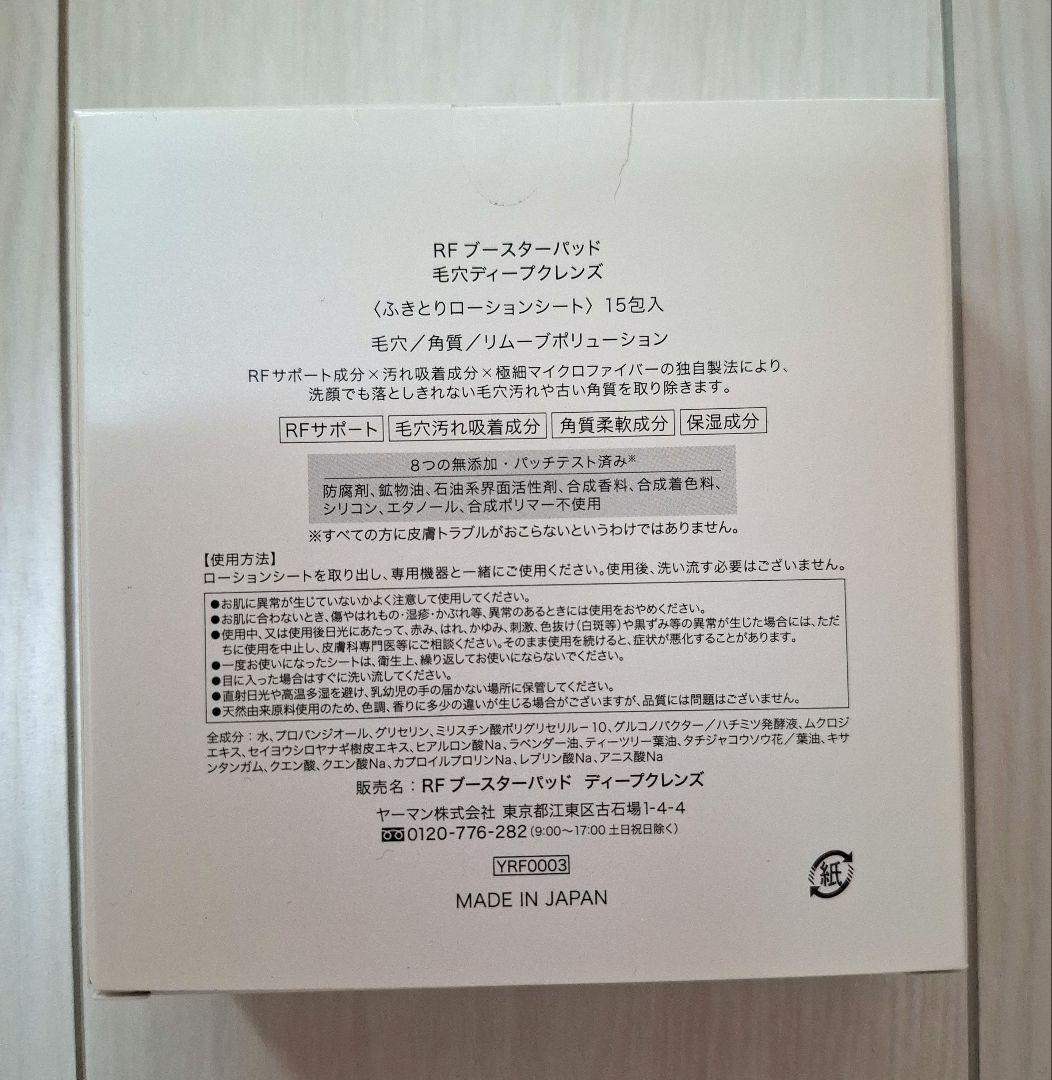 RF ブースターパッド
毛穴ディープクレンズ
〈ふきとりローションシート〉15包入
毛穴／角質／リムーブポリューション
RFサポート成分×汚れ吸着成分×極細マイクロファイバーの独自製法により、
洗顔でも落としきれない毛穴汚れや古い角質を取り除きます。
RFサポート 毛穴汚れ吸着成分 角質柔軟成分 保湿成分
8つの無添加・パッチテスト済み※
防腐剤、鉱物油、石油系界面活性剤、合成香料、合成着色料、
シリコン、エタノール、合成ポリマー不使用
※すべての方に皮膚トラブルがおこらないというわけではありません。
【使用方法】
ローションシートを取り出し、専用機器と一緒にご使用ください。使用後、洗い流す必要はございません。
●お肌に異常が生じていないかよく注意して使用してください。
●お肌に合わないとき、傷やはれもの・湿疹・かぶれ等、異常のあるときには使用をおやめください。
●使用中、又は使用後日光にあたって、赤み、はれ、かゆみ、刺激、色抜け(白斑等)や黒ずみ等の異常が生じた場合には、ただ
ちに使用を中止し、皮膚科専門医等にご相談ください。そのまま使用を続けると、症状が悪化することがあります。
●一度お使いになったシートは、衛生上、繰り返してお使いにならないでください。
●目に入った場合はすぐに洗い流してください。
●直射日光や高温多湿を避け、乳幼児の手の届かない場所に保管してください。
●天然由来原料使用のため、色調、香りに多少の違いが生じる場合がございますが、品質には問題はございません。
全成分：水、プロパンジオール、グリセリン、ミリスチン酸ポリグリセリル－10、グルコノバクター／ハチミツ発酵液、ムクロジ
エキス、セイヨウシロヤナギ樹皮エキス、ヒアルロン酸Na、ラベンダー油、ティーツリー葉油、タチジャコウソウ花／葉油、キサ
ンタンガム、クエン酸、クエン酸Na、カプロイルプロリンNa、レブリン酸Na、アニス酸Na
販売名：RF ブースターパッド ディープクレンズ
ヤーマン株式会社 東京都江東区古石場1-4-4
0120-776-282(9:00〜17:00 土日祝日除く)
YRF0003
紙
MADE IN JAPAN